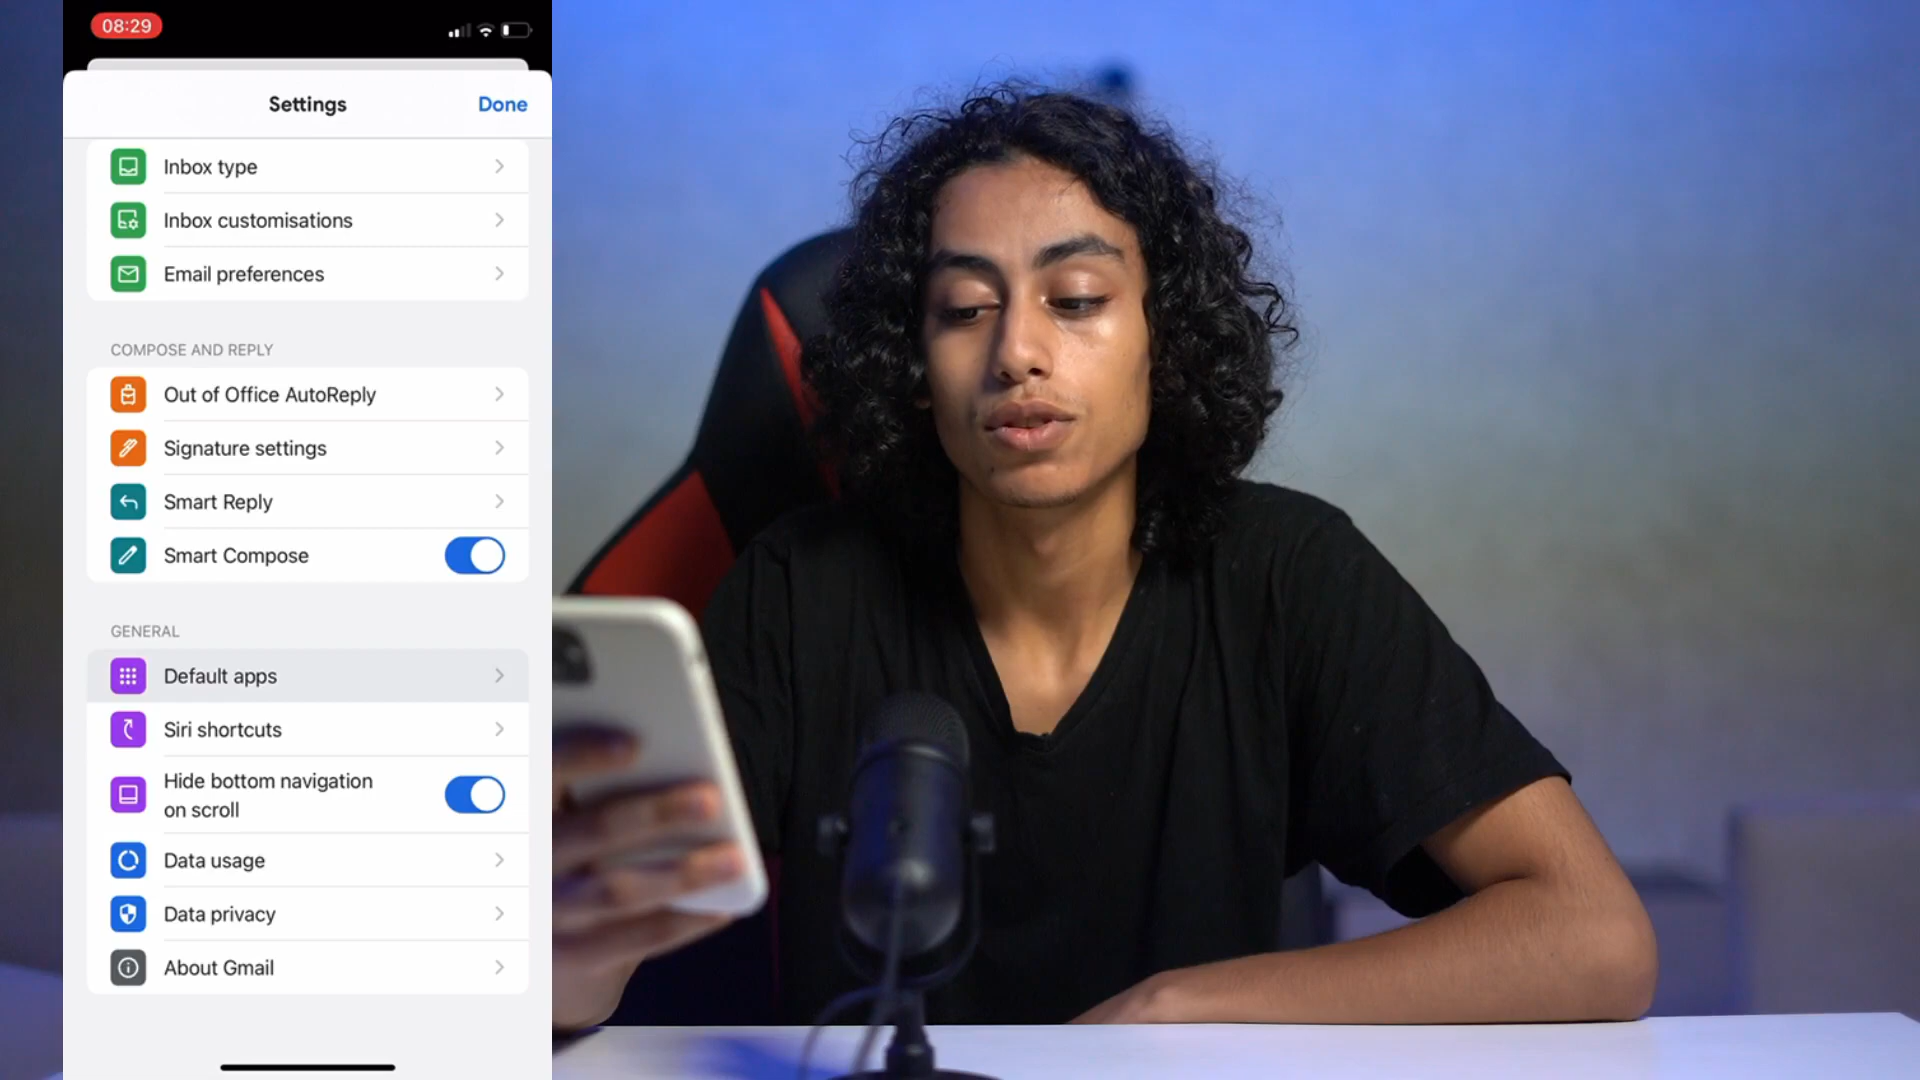 08:29
Settings
Done
Inbox type
Inbox customisations
Email preferences
COMPOSE AND REPLY
Out of Office AutoReply
Signature settings
Smart Reply
Smart Compose
GENERAL
Default apps
Siri shortcuts
Hide bottom navigation
on scroll
Data usage
Data privacy
About Gmail